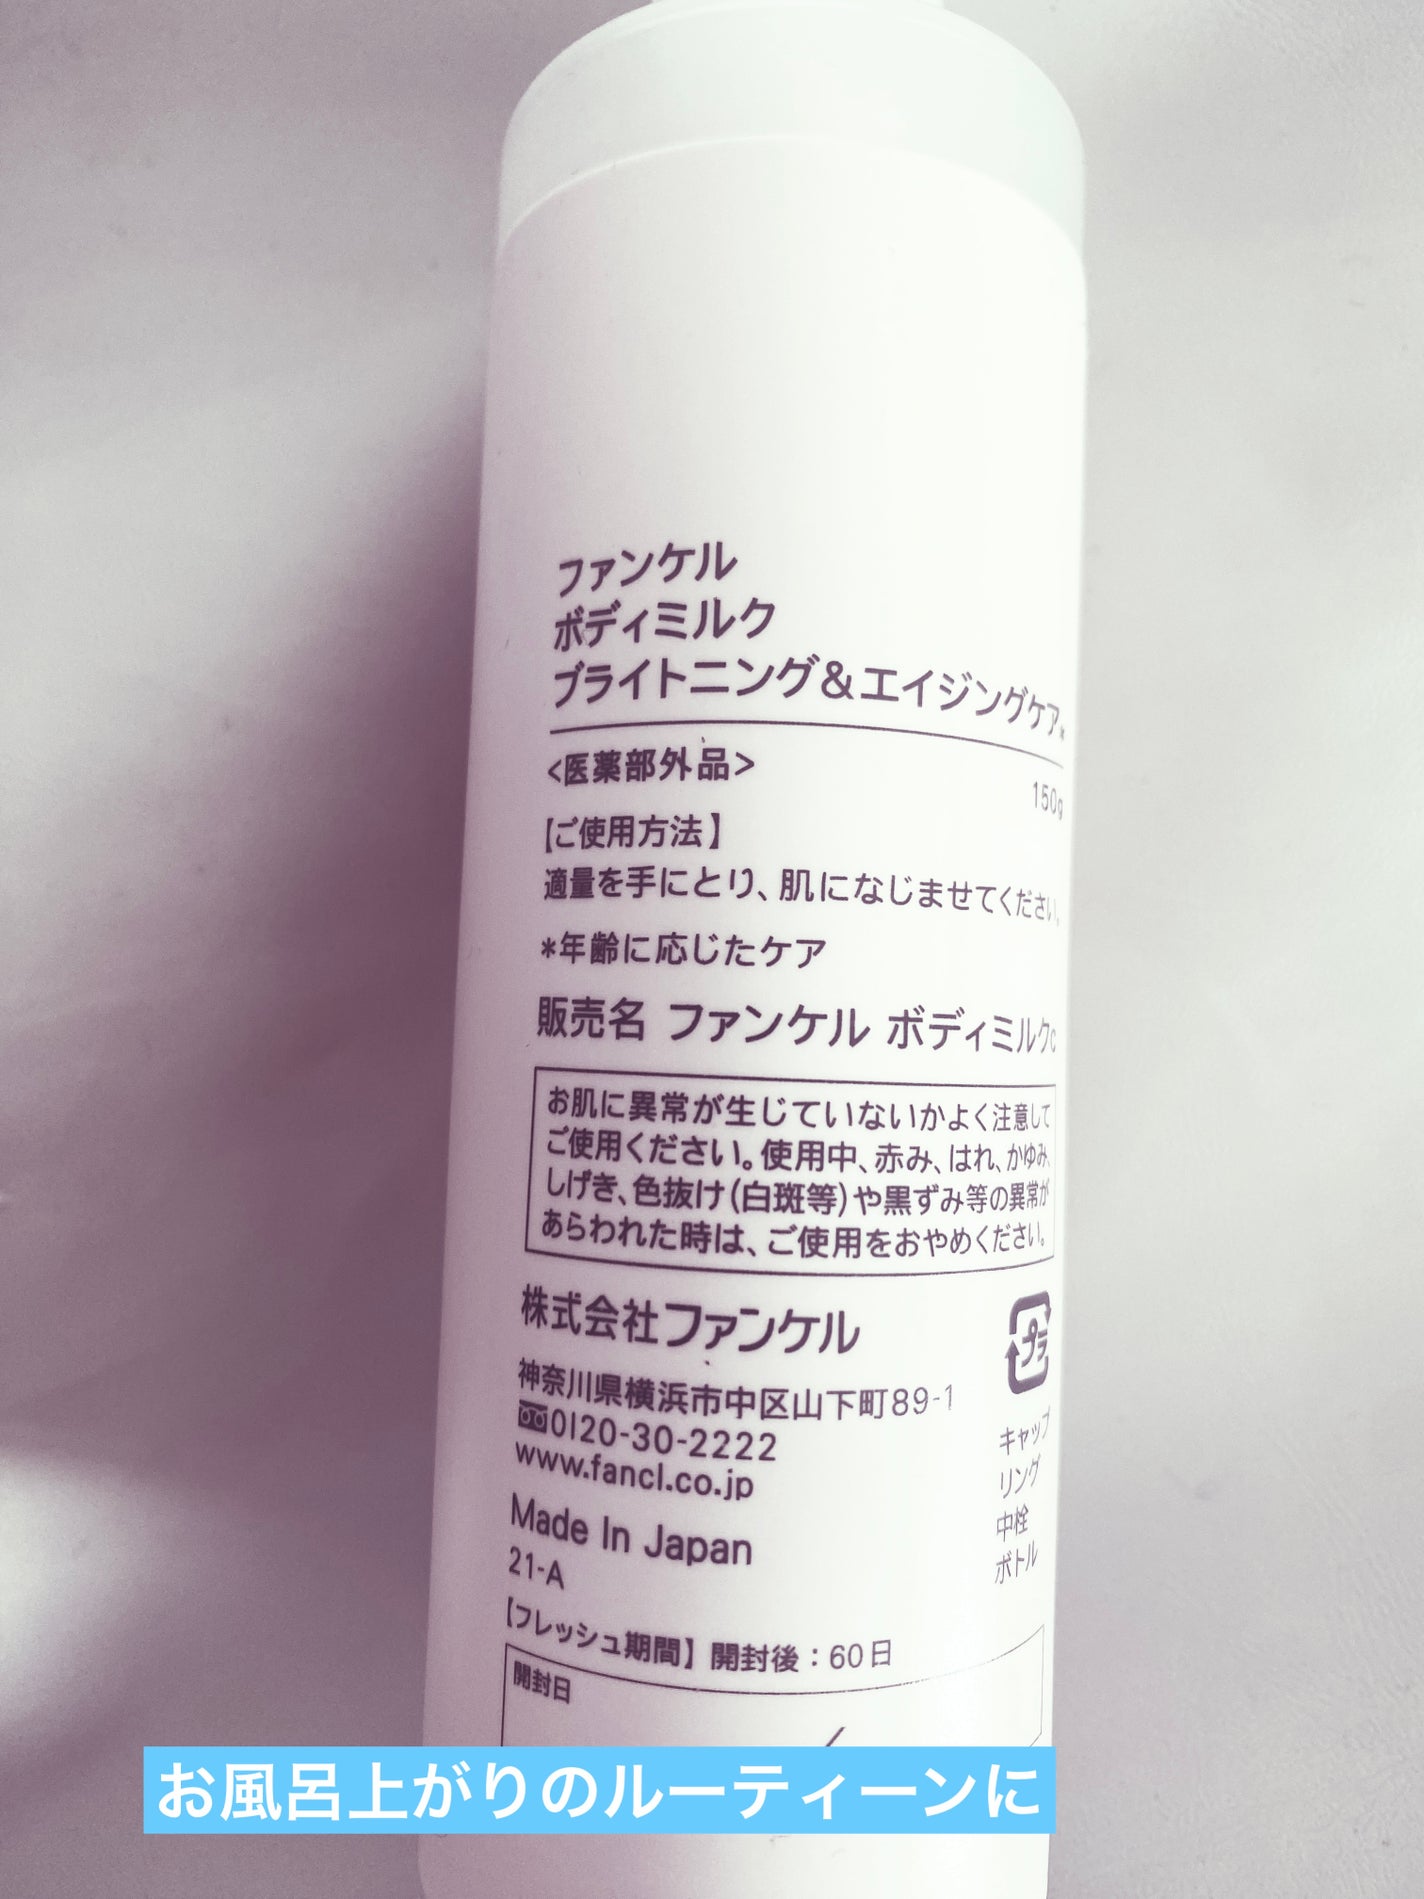 ファンケル
ボディミルク
ブライトニング&エイジングケア*
<医薬部外品>
150g
【ご使用方法】
適量を手にとり、肌になじませてください。
*年齢に応じたケア
販売名 ファンケル ボディミルクc
お肌に異常が生じていないかよく注意して
ご使用ください。使用中、赤み、はれ、かゆみ、
しげき、色抜け(白斑等)や黒ずみ等の異常が
あらわれた時は、ご使用をおやめください。
株式会社ファンケル
神奈川県横浜市中区山下町89-1
0120-30-2222
www.fancl.co.jp
プラ
キャップ
リング
中栓
ボトル
Made In Japan
21-A
【フレッシュ期間】開封後:60日
開封日
/
お風呂上がりのルーティーンに